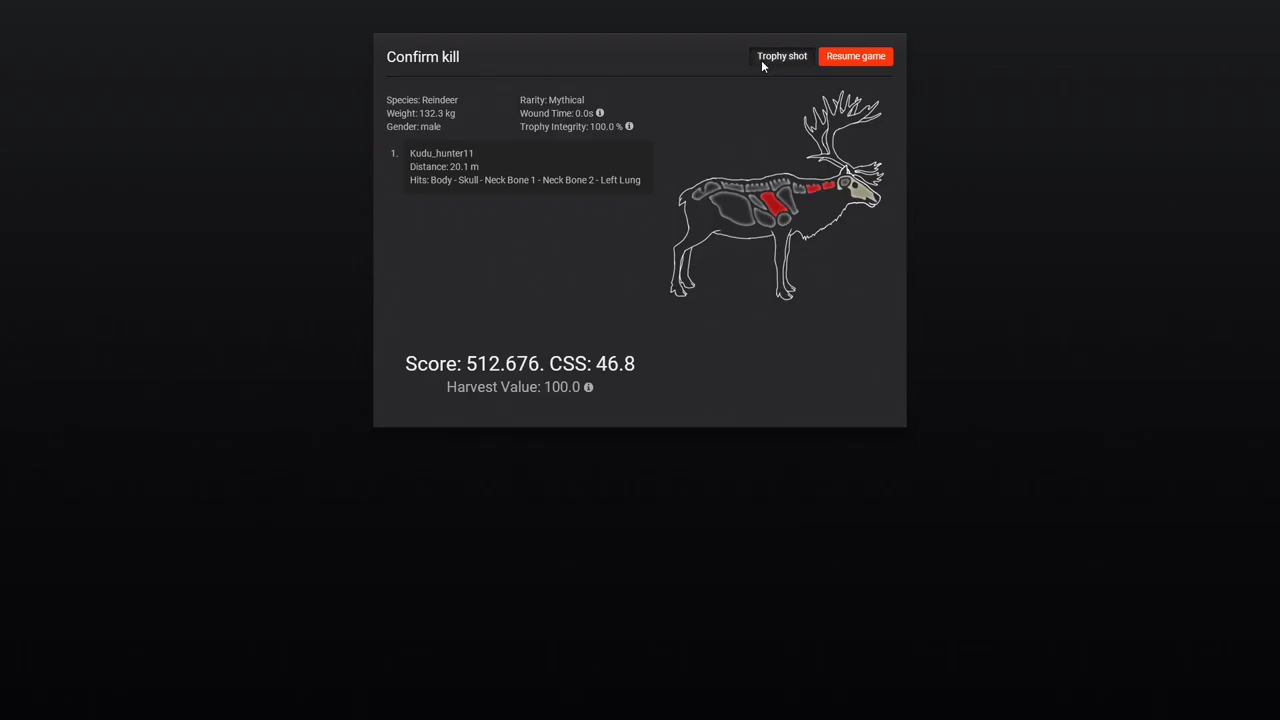 Confirm kill
Trophy shot
Resume game
Species: Reindeer
Weight: 132.3 kg
Gender: male
Rarity: Mythical
Wound Time: 0.0s
Trophy Integrity: 100.0 %
1. Kudu_hunter11
Distance: 20.1 m
Hits: Body - Skull - Neck Bone 1 - Neck Bone 2 - Left Lung
Score: 512.676. CSS: 46.8
Harvest Value: 100.0